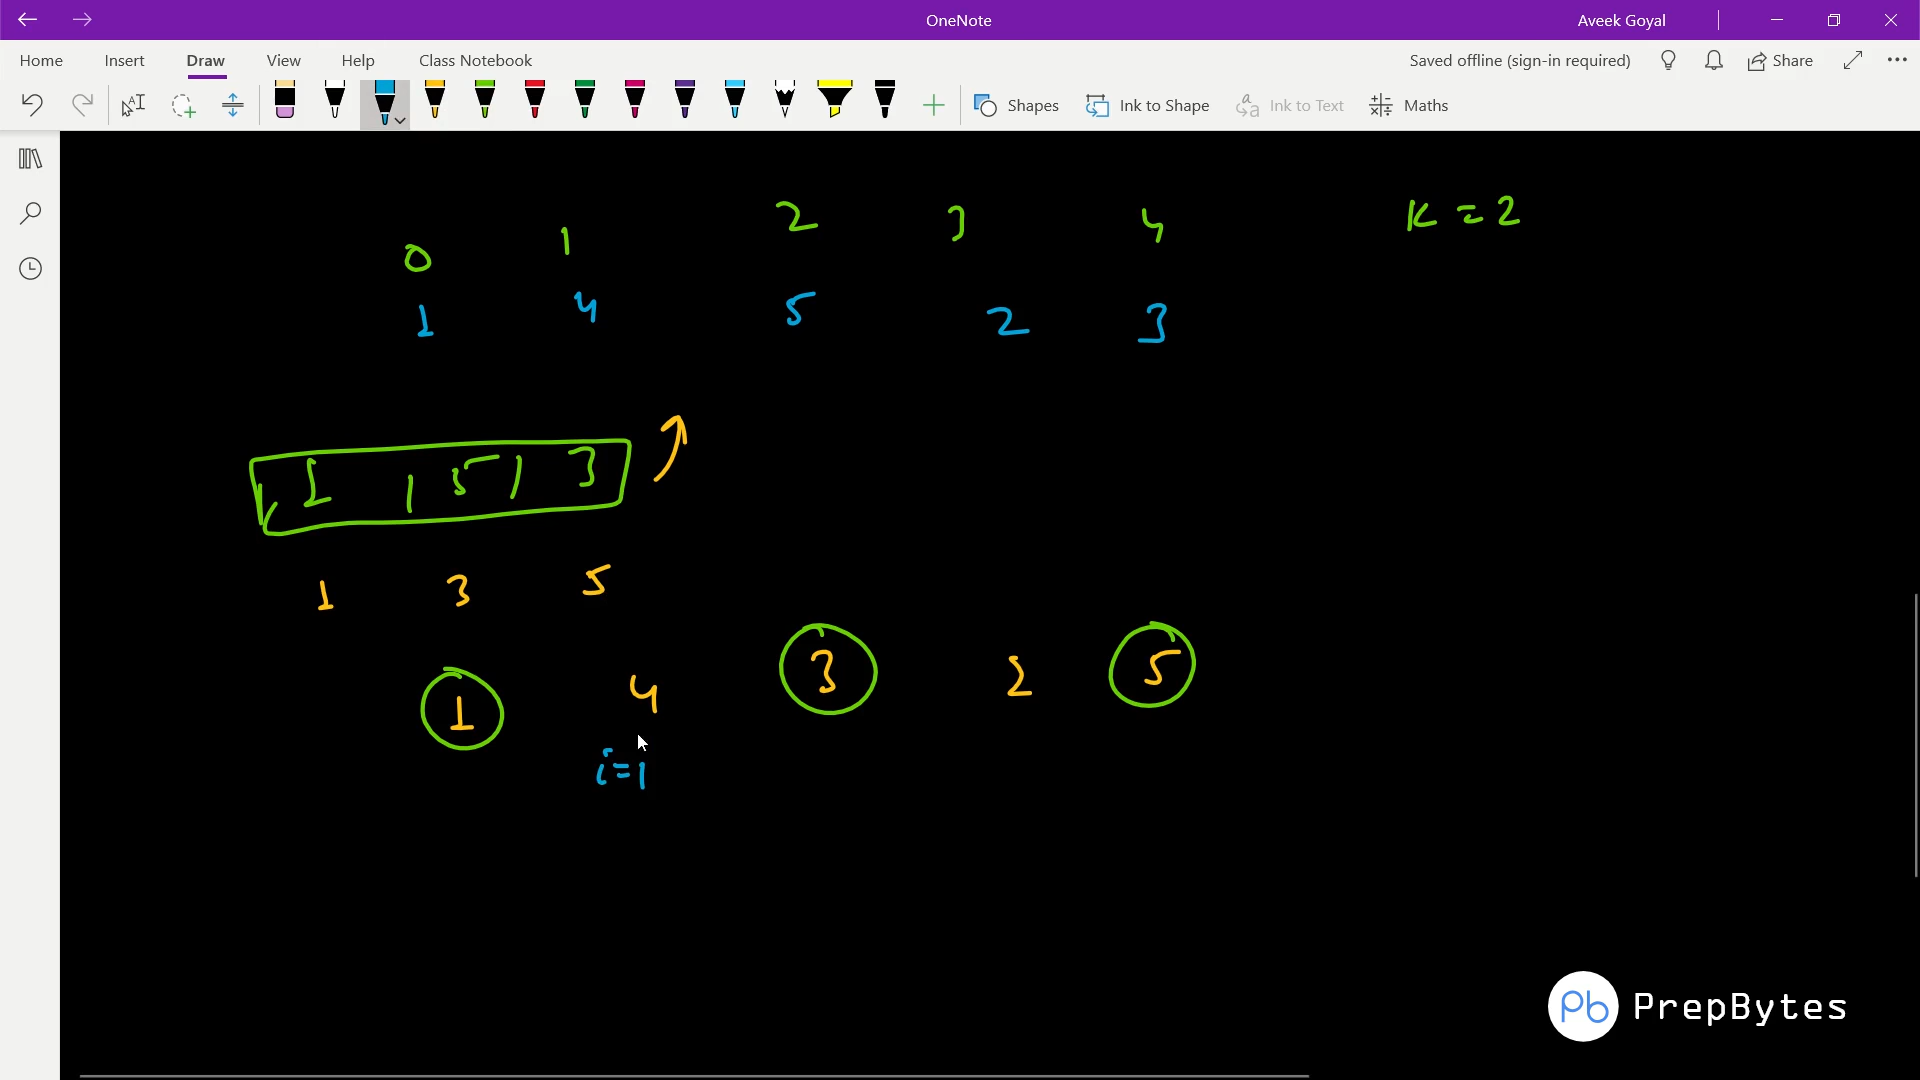 OneNote
Aveek Goyal
Home Insert Draw View Help Class Notebook
Saved offline (sign-in required) Share
Shapes Ink to Shape Ink to Text Maths
0 1 2 3 4 K = 2
1 4 5 2 3
1 | 5 | 3
1 3 5
1 4 3 2 5
i=1
Pb PrepBytes